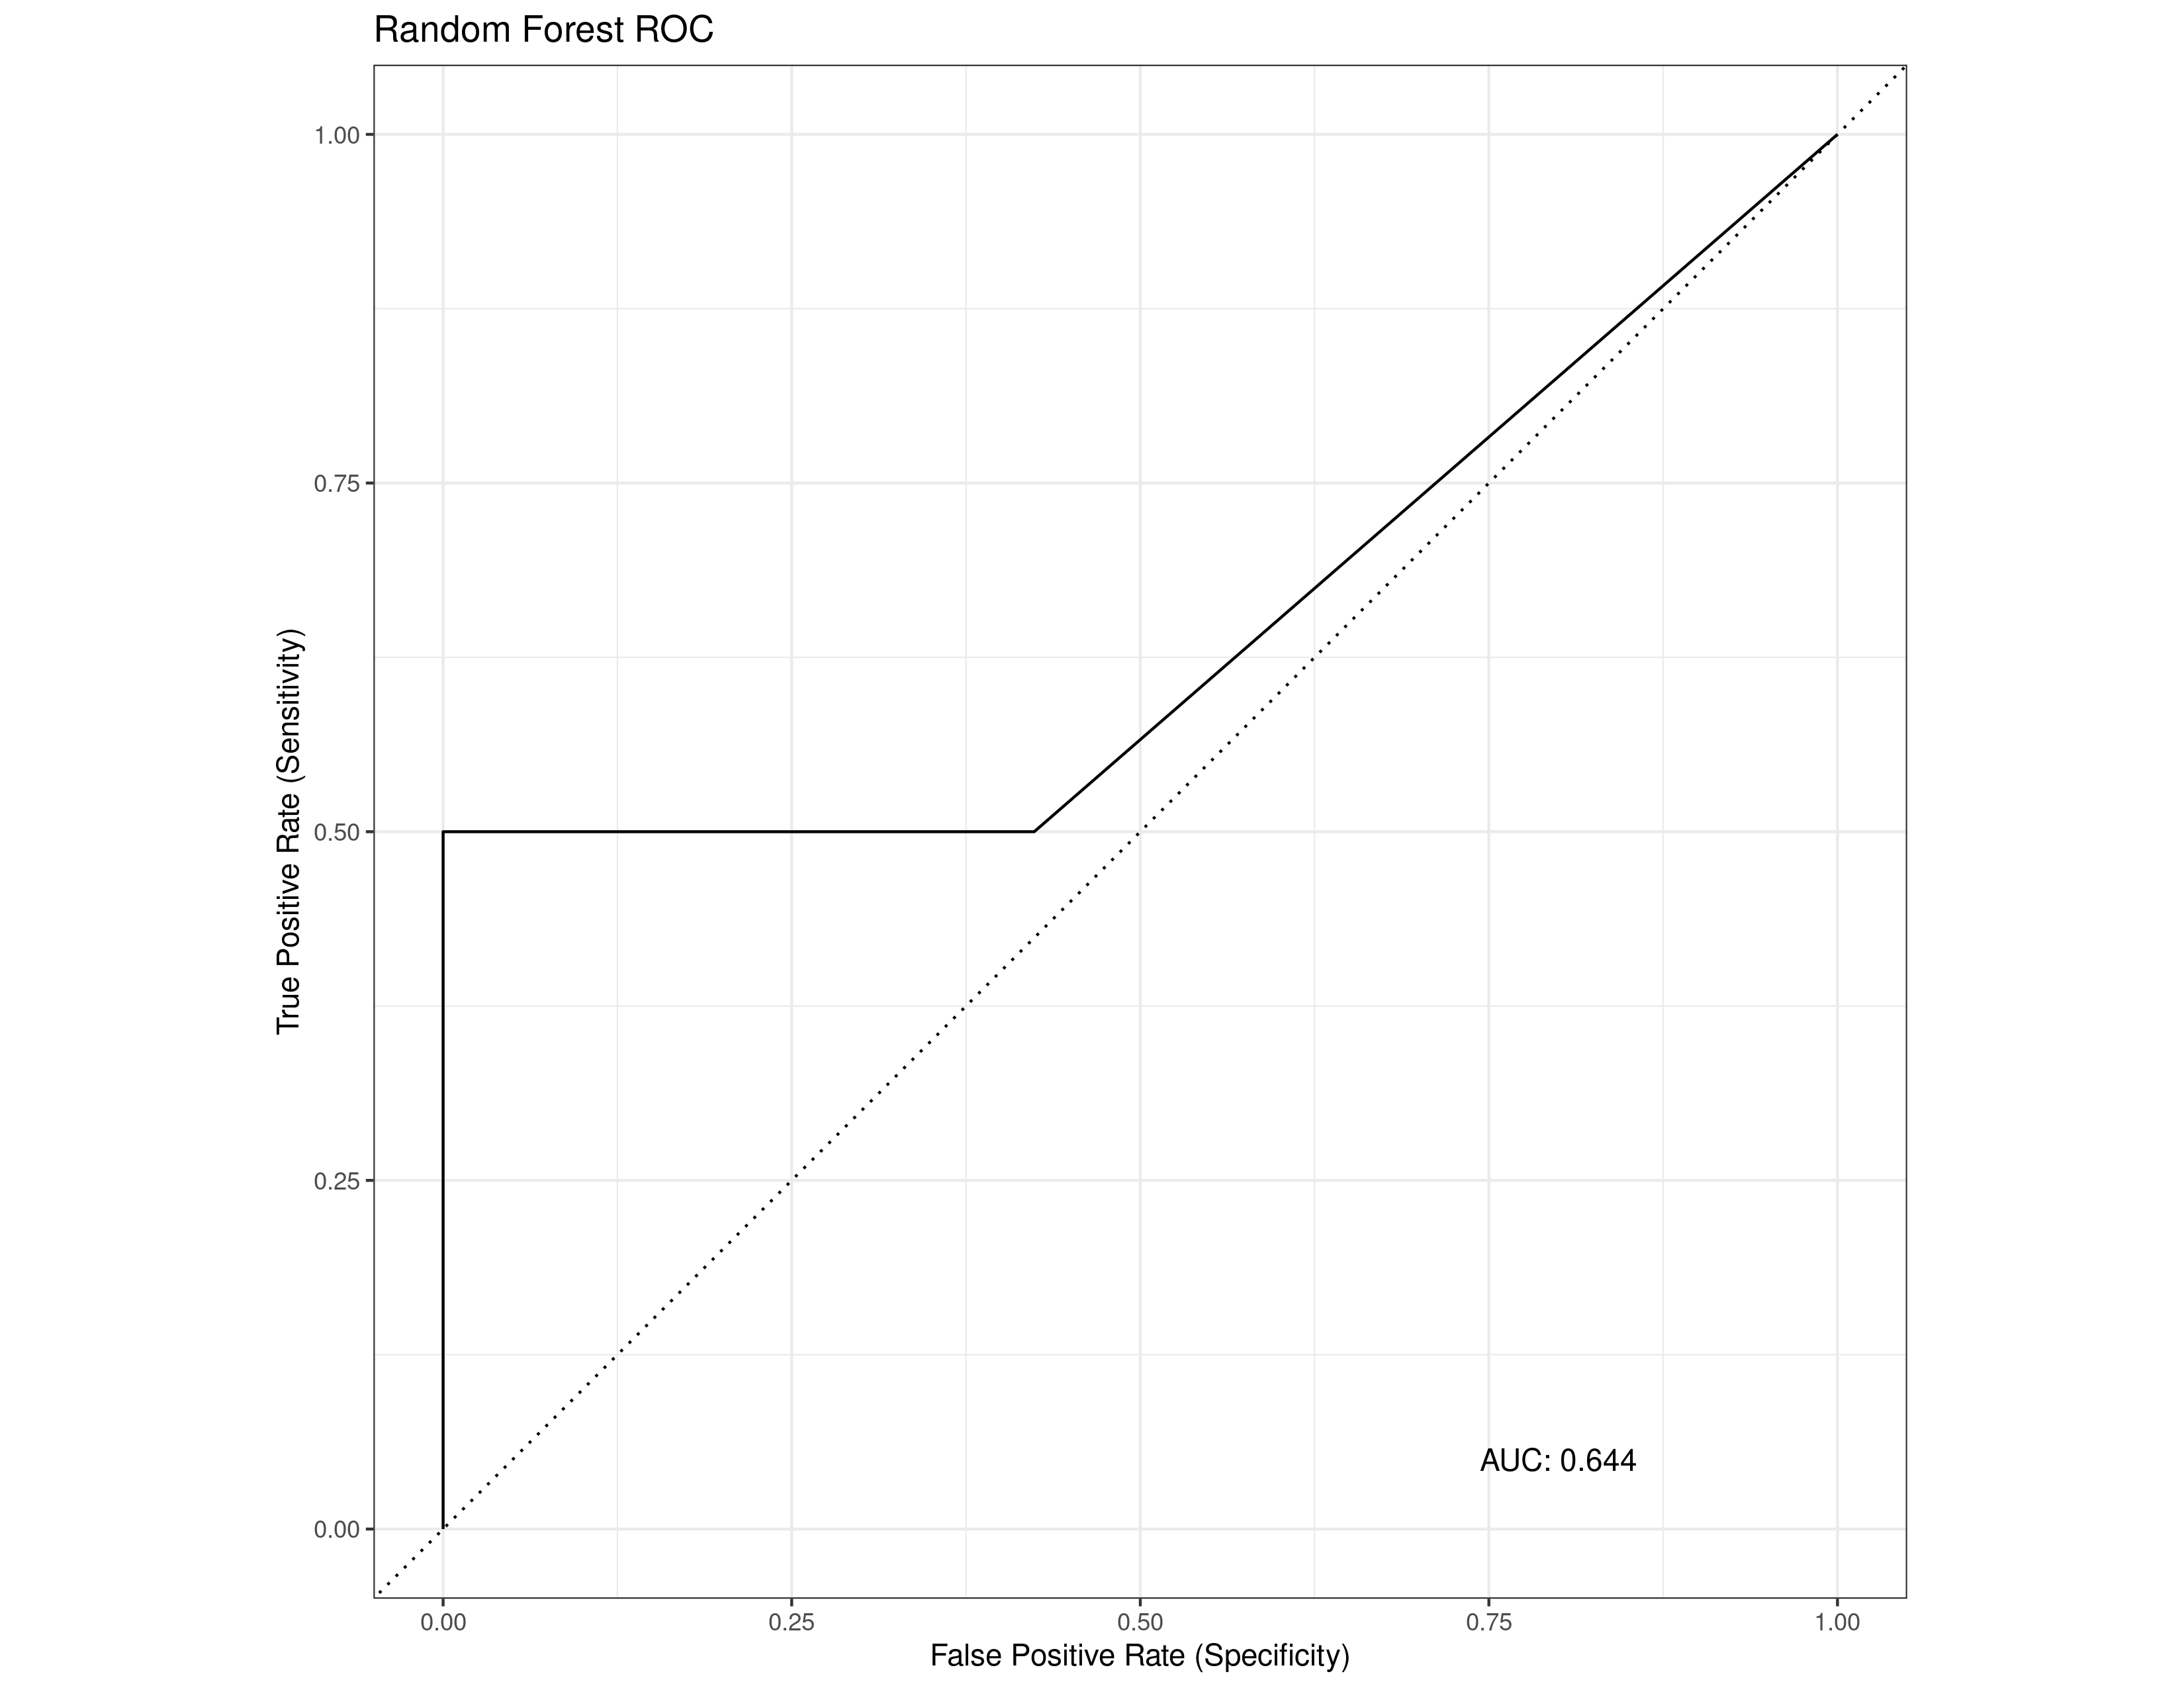 Random Forest ROC
1.00
0.75
0.50
0.25
0.00
True Positive Rate (Sensitivity)
AUC: 0.644
0.00 0.25 0.50 0.75 1.00
False Positive Rate (Specificity)